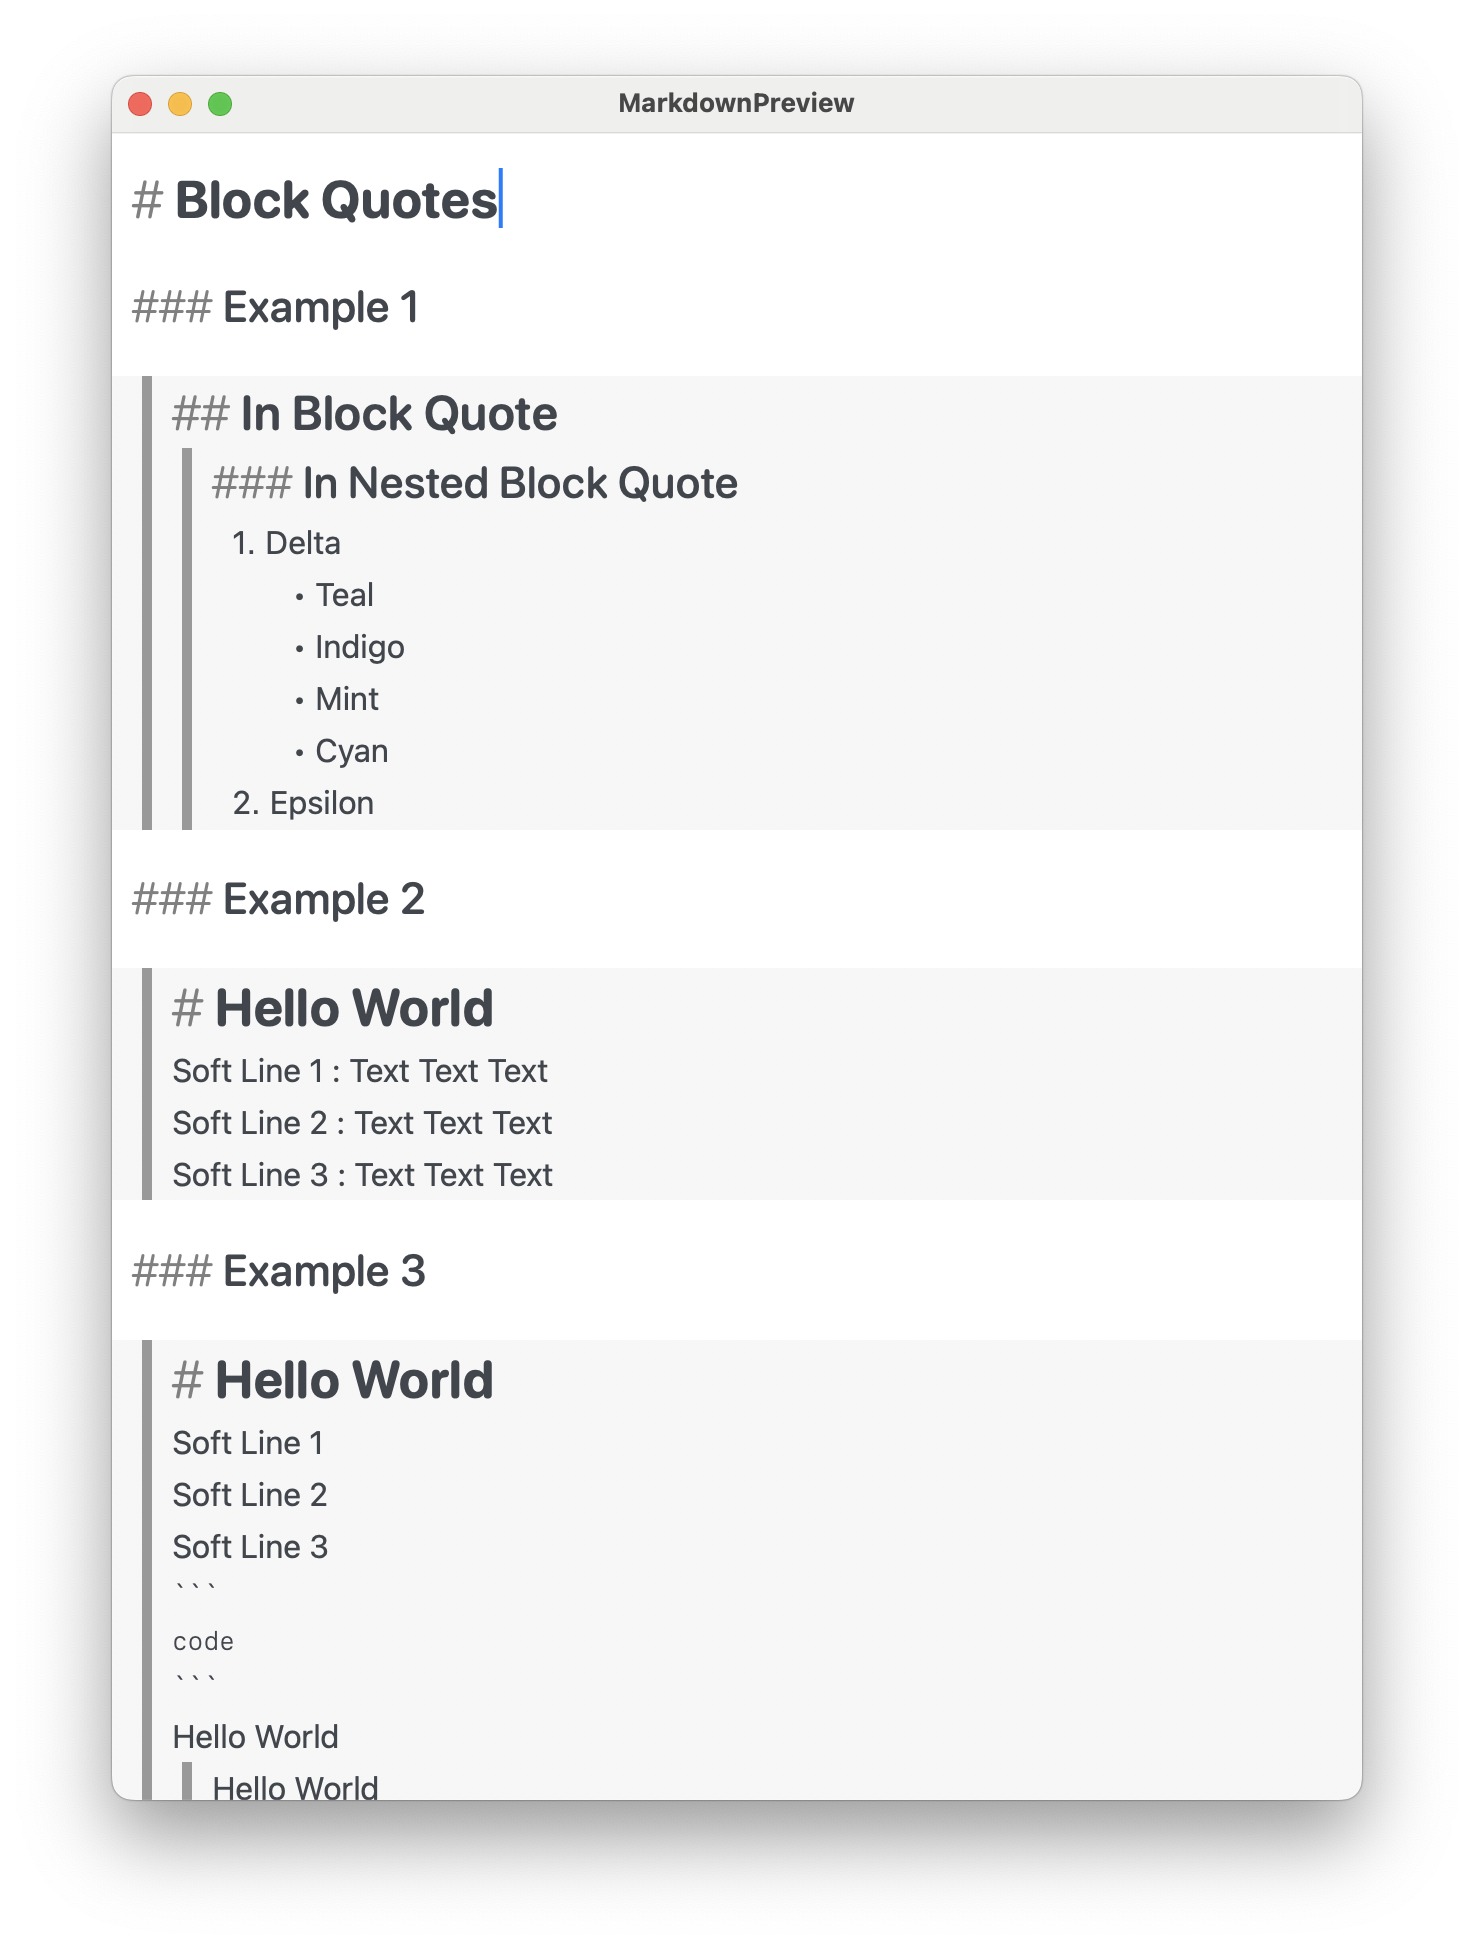 MarkdownPreview
# Block Quotes
### Example 1
## In Block Quote
### In Nested Block Quote
1. Delta
• Teal
• Indigo
• Mint
• Cyan
2. Epsilon
### Example 2
# Hello World
Soft Line 1 : Text Text Text
Soft Line 2 : Text Text Text
Soft Line 3 : Text Text Text
### Example 3
# Hello World
Soft Line 1
Soft Line 2
Soft Line 3
```
code
```
Hello World
Hello World